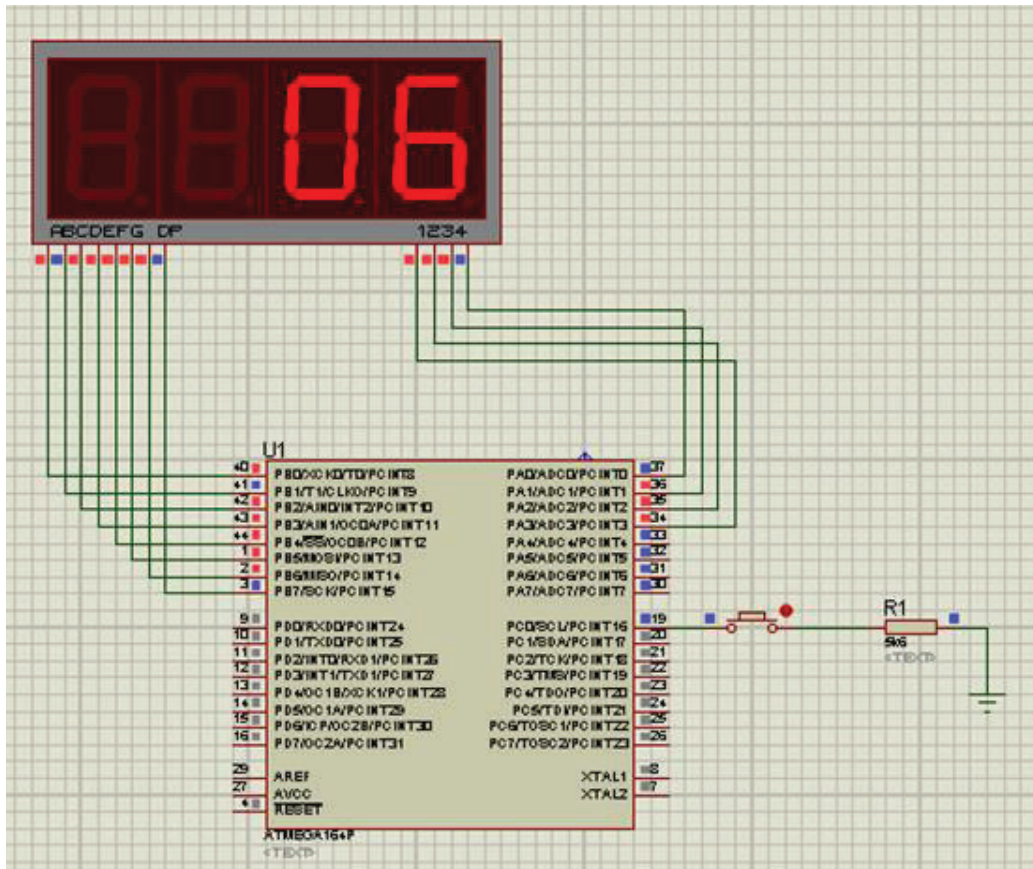 06
ABCDEFG DP
1234
U1
40 PB0/XCK0/T0/PCINT8
41 PB1/T1/CLKO/PCINT9
42 PB2/AIN0/INT2/PCINT10
43 PB3/AIN1/OC0A/PCINT11
44 PB4/SS/OC0B/PCINT12
1 PB5/MOSI/PCINT13
2 PB6/MISO/PCINT14
3 PB7/SCK/PCINT15
9 PD0/RXD0/PCINT24
10 PD1/TXD0/PCINT25
11 PD2/INT0/RXD1/PCINT26
12 PD3/INT1/TXD1/PCINT27
13 PD4/OC1B/XCK1/PCINT28
14 PD5/OC1A/PCINT29
15 PD6/ICP/OC2B/PCINT30
16 PD7/OC2A/PCINT31
29 AREF
27 AVCC
4 RESET
PA0/ADC0/PCINT0 37
PA1/ADC1/PCINT1 36
PA2/ADC2/PCINT2 35
PA3/ADC3/PCINT3 34
PA4/ADC4/PCINT4 33
PA5/ADC5/PCINT5 32
PA6/ADC6/PCINT6 31
PA7/ADC7/PCINT7 30
PC0/SCL/PCINT16 19
PC1/SDA/PCINT17 20
PC2/TCK/PCINT18 21
PC3/TMS/PCINT19 22
PC4/TDO/PCINT20 23
PC5/TDI/PCINT21 24
PC6/TOSC1/PCINT22 25
PC7/TOSC2/PCINT23 26
XTAL1 8
XTAL2 7
ATMEGA164P
<TEXT>
R1
5k6
<TEXT>